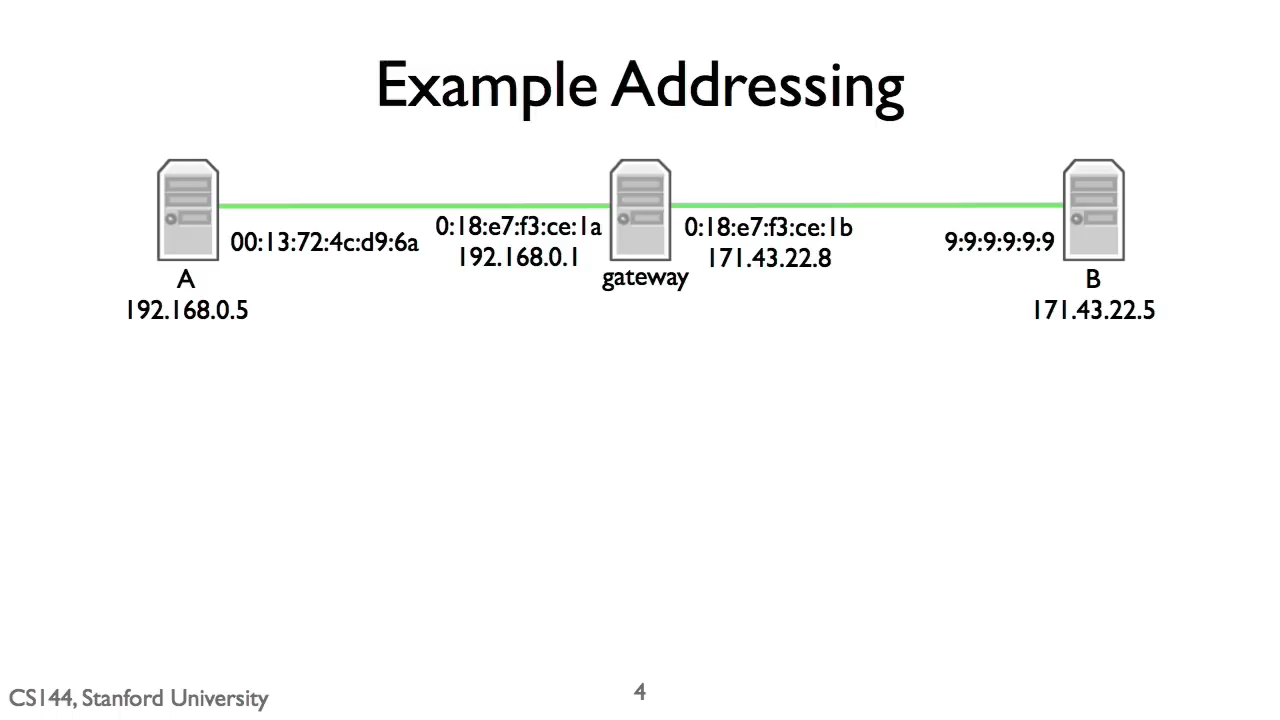 Example Addressing
00:13:72:4c:d9:6a
0:18:e7:f3:ce:1a
192.168.0.1
0:18:e7:f3:ce:1b
171.43.22.8
9:9:9:9:9:9
A
192.168.0.5
gateway
B
171.43.22.5
CS144, Stanford University
4